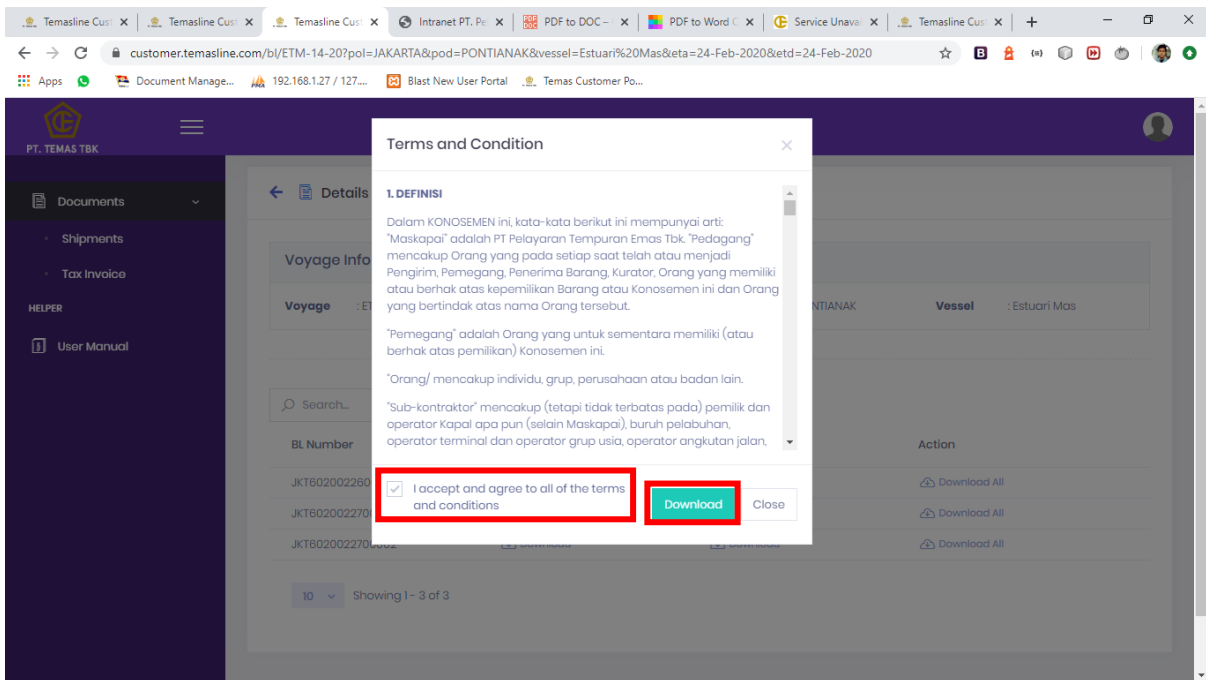 Temasline Cus
Temasline Cus
Temasline Cust
Intranet PT. Pe
PDF to DOC –
PDF to Word C
Service Unavai
Temasline Cus
customer.temasline.com/bl/ETM-14-20?pol=JAKARTA&pod=PONTIANAK&vessel=Estuari%20Mas&eta=24-Feb-2020&etd=24-Feb-2020
Apps
Document Manage...
192.168.1.27 / 127....
Blast New User Portal
Temas Customer Po...
PT. TEMAS TBK
Documents
Shipments
Tax Invoice
HELPER
User Manual
Details
Voyage Info
Voyage : ET
NTIANAK
Vessel : Estuari Mas
Search...
BL Number
Action
JKT602002260
Download All
JKT6020022700
Download All
Download All
10
Showing 1 - 3 of 3
Terms and Condition
1. DEFINISI
Dalam KONOSEMEN ini, kata-kata berikut ini mempunyai arti:
"Maskapai" adalah PT Pelayaran Tempuran Emas Tbk. "Pedagang"
mencakup Orang yang pada setiap saat telah atau menjadi
Pengirim, Pemegang, Penerima Barang, Kurator, Orang yang memiliki
atau berhak atas kepemilikan Barang atau Konosemen ini dan Orang
yang bertindak atas nama Orang tersebut.
"Pemegang" adalah Orang yang untuk sementara memiliki (atau
berhak atas pemilikan) Konosemen ini.
"Orang/ mencakup individu, grup, perusahaan atau badan lain.
"Sub-kontraktor" mencakup (tetapi tidak terbatas pada) pemilik dan
operator Kapal apa pun (selain Maskapai), buruh pelabuhan,
operator terminal dan operator grup usia, operator angkutan jalan,
I accept and agree to all of the terms
and conditions
Download
Close